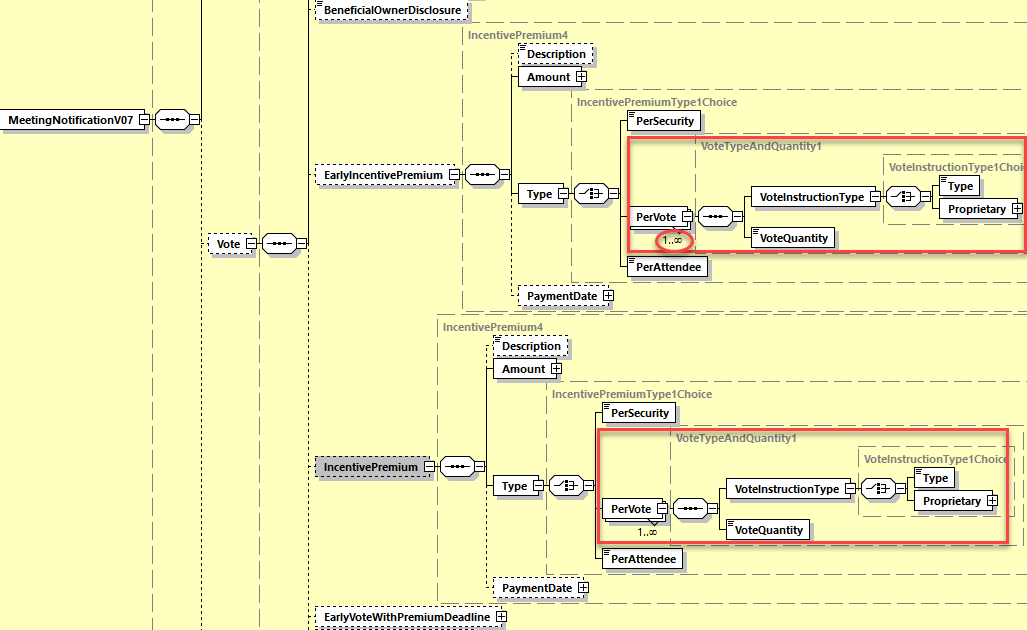 BeneficialOwnerDisclosure
IncentivePremium4
Description
Amount
IncentivePremiumType1Choice
PerSecurity
VoteTypeAndQuantity1
VoteInstructionType1Choi
MeetingNotificationV07
EarlyIncentivePremium
Type
VoteInstructionType
Type
Proprietary
PerVote
1..∞
VoteQuantity
Vote
PerAttendee
PaymentDate
IncentivePremium4
Description
Amount
IncentivePremiumType1Choice
PerSecurity
VoteTypeAndQuantity1
VoteInstructionType1Choice
IncentivePremium
Type
VoteInstructionType
Type
Proprietary
PerVote
1..∞
VoteQuantity
PerAttendee
PaymentDate
EarlyVoteWithPremiumDeadline